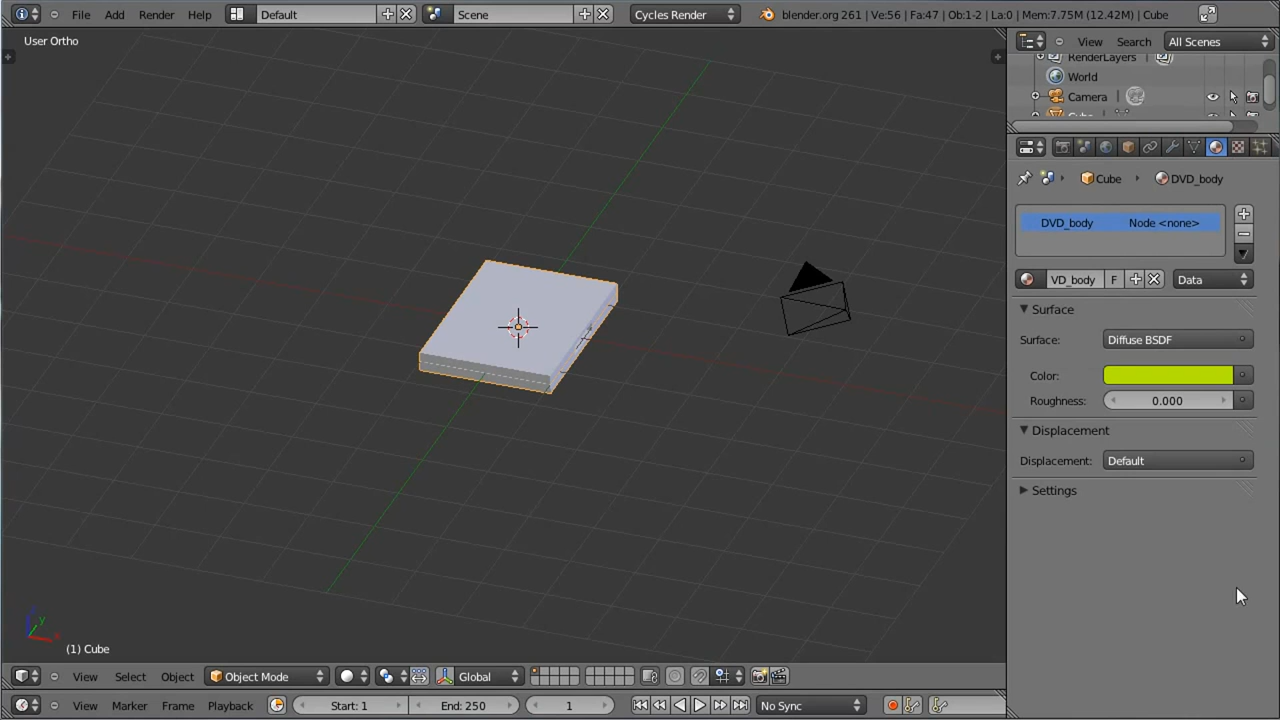 File Add Render Help Default Scene Cycles Render blender.org 261 | Ve:56 | Fa:47 | Ob:1-2 | La:0 | Mem:7.75M (12.42M) | Cube
User Ortho
View Search All Scenes
RenderLayers
World
Camera
Cube
Cube DVD_body
DVD_body Node <none>
VD_body F Data
Surface
Surface: Diffuse BSDF
Color:
Roughness: 0.000
Displacement
Displacement: Default
Settings
z
y
x
(1) Cube
View Select Object Object Mode Global
View Marker Frame Playback Start: 1 End: 250 1 No Sync